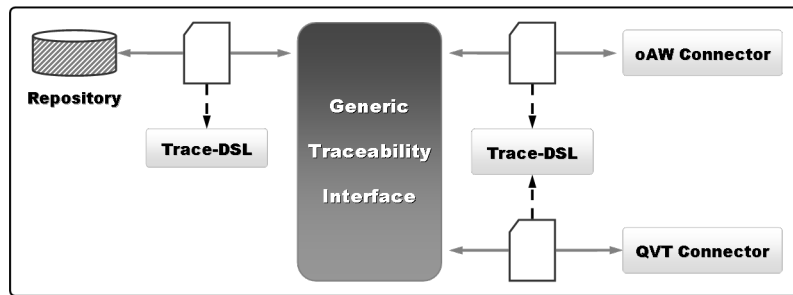 Repository
Trace-DSL
Generic
Traceability
Interface
oAW Connector
Trace-DSL
QVT Connector